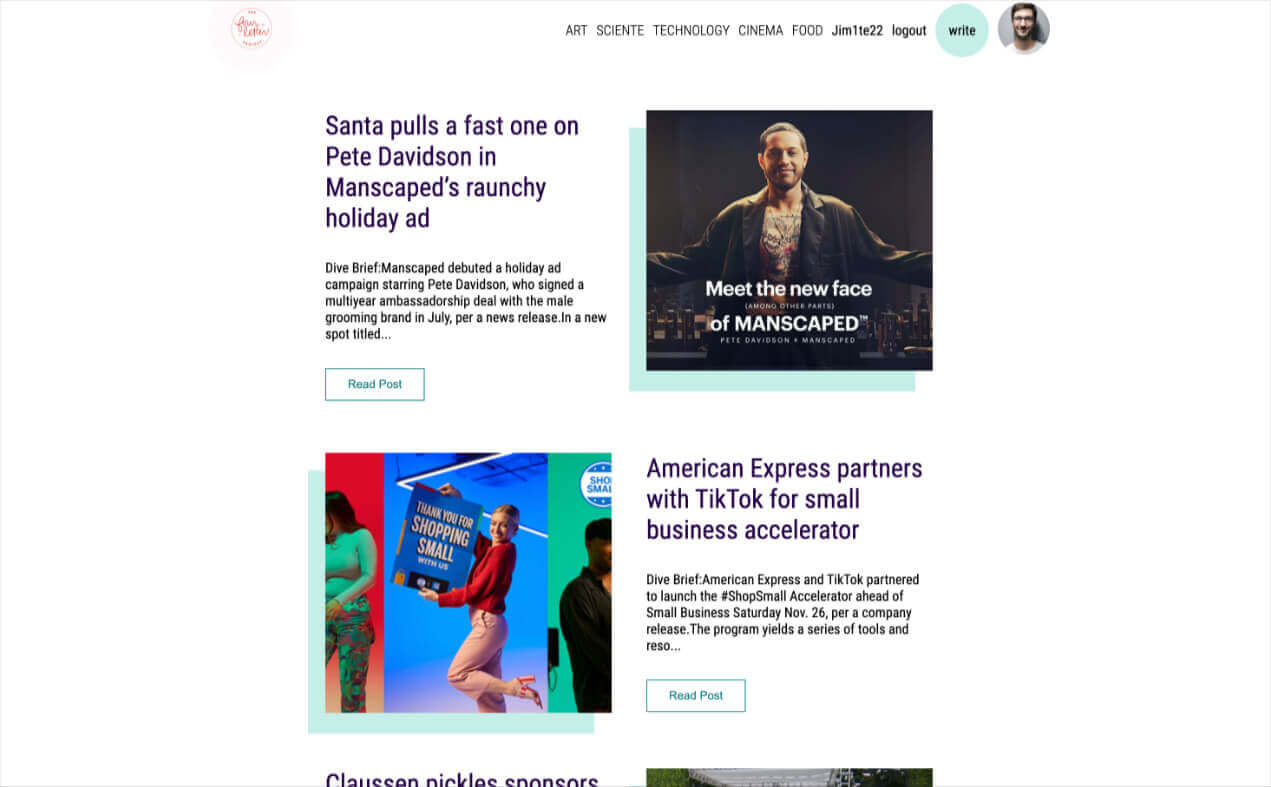 THE
four
letter
PROJECT
ART SCIENTE TECHNOLOGY CINEMA FOOD Jim1te22 logout write
Santa pulls a fast one on
Pete Davidson in
Manscaped’s raunchy
holiday ad
Dive Brief:Manscaped debuted a holiday ad
campaign starring Pete Davidson, who signed a
multiyear ambassadorship deal with the male
grooming brand in July, per a news release.In a new
spot titled...
Read Post
Meet the new face
(AMONG OTHER PARTS)
of MANSCAPED™
PETE DAVIDSON × MANSCAPED
THANK YOU FOR
SHOPPING
SMALL
WITH US
SHO
SMAL
American Express partners
with TikTok for small
business accelerator
Dive Brief:American Express and TikTok partnered
to launch the #ShopSmall Accelerator ahead of
Small Business Saturday Nov. 26, per a company
release.The program yields a series of tools and
reso...
Read Post
Claussen pickles sponsors